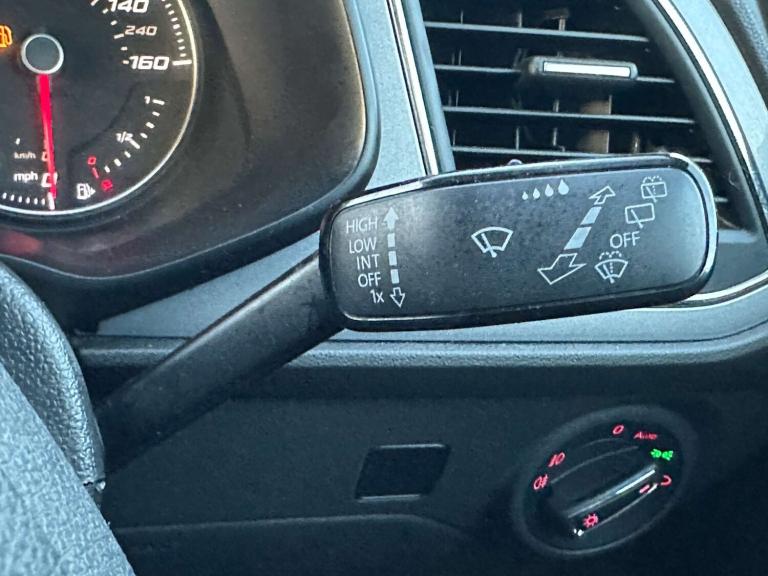 140
240
160
1
1/2
0
km/h
mph
HIGH
LOW
INT
OFF
1x
OFF
0
Auto